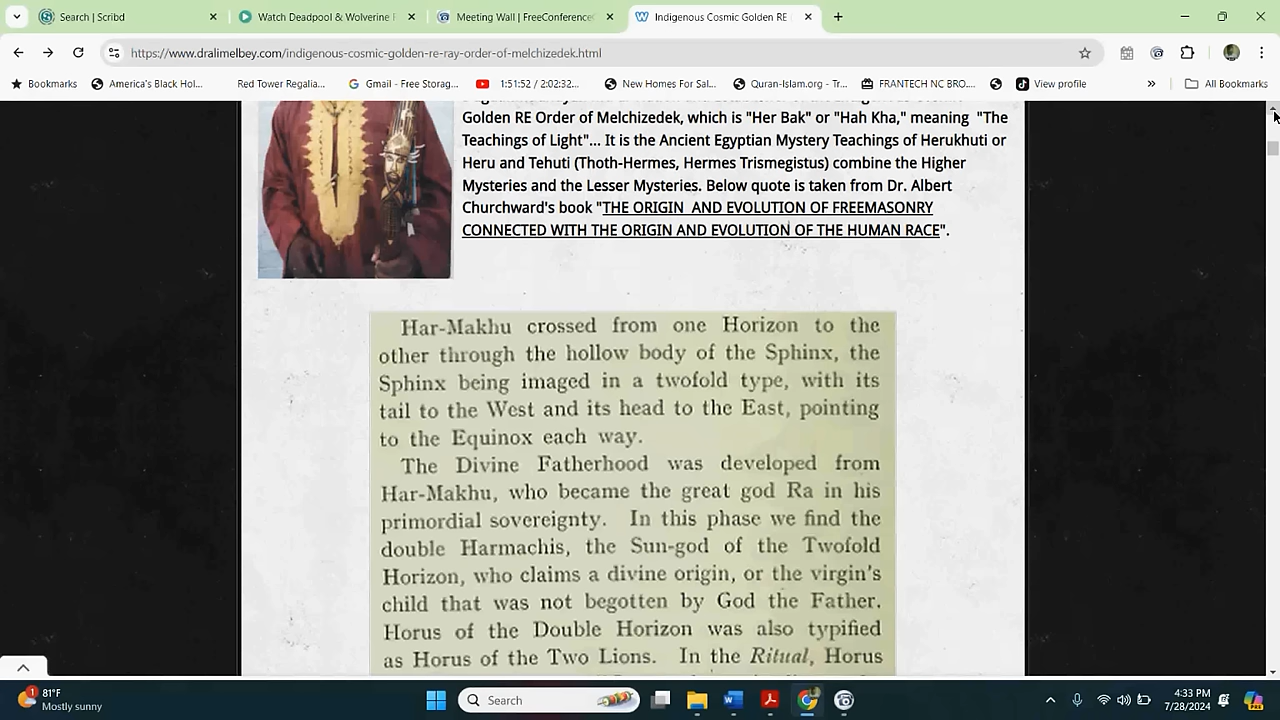 Search | Scribd
Watch Deadpool & Wolverine F
Meeting Wall | FreeConference
Indigenous Cosmic Golden RE
https://www.dralimelbey.com/indigenous-cosmic-golden-re-ray-order-of-melchizedek.html
Bookmarks
America's Black Hol...
Red Tower Regalia...
Gmail - Free Storag...
1:51:52 / 2:02:32...
New Homes For Sal...
Quran-Islam.org - Tr...
FRANTECH NC BRO...
View profile
All Bookmarks
Golden RE Order of Melchizedek, which is "Her Bak" or "Hah Kha," meaning "The
Teachings of Light"... It is the Ancient Egyptian Mystery Teachings of Herukhuti or
Heru and Tehuti (Thoth-Hermes, Hermes Trismegistus) combine the Higher
Mysteries and the Lesser Mysteries. Below quote is taken from Dr. Albert
Churchward's book "THE ORIGIN AND EVOLUTION OF FREEMASONRY
CONNECTED WITH THE ORIGIN AND EVOLUTION OF THE HUMAN RACE".
Har-Makhu crossed from one Horizon to the
other through the hollow body of the Sphinx, the
Sphinx being imaged in a twofold type, with its
tail to the West and its head to the East, pointing
to the Equinox each way.
The Divine Fatherhood was developed from
Har-Makhu, who became the great god Ra in his
primordial sovereignty. In this phase we find the
double Harmachis, the Sun-god of the Twofold
Horizon, who claims a divine origin, or the virgin's
child that was not begotten by God the Father.
Horus of the Double Horizon was also typified
as Horus of the Two Lions. In the Ritual, Horus
1
81°F
Mostly sunny
Search
4:33 PM
7/28/2024